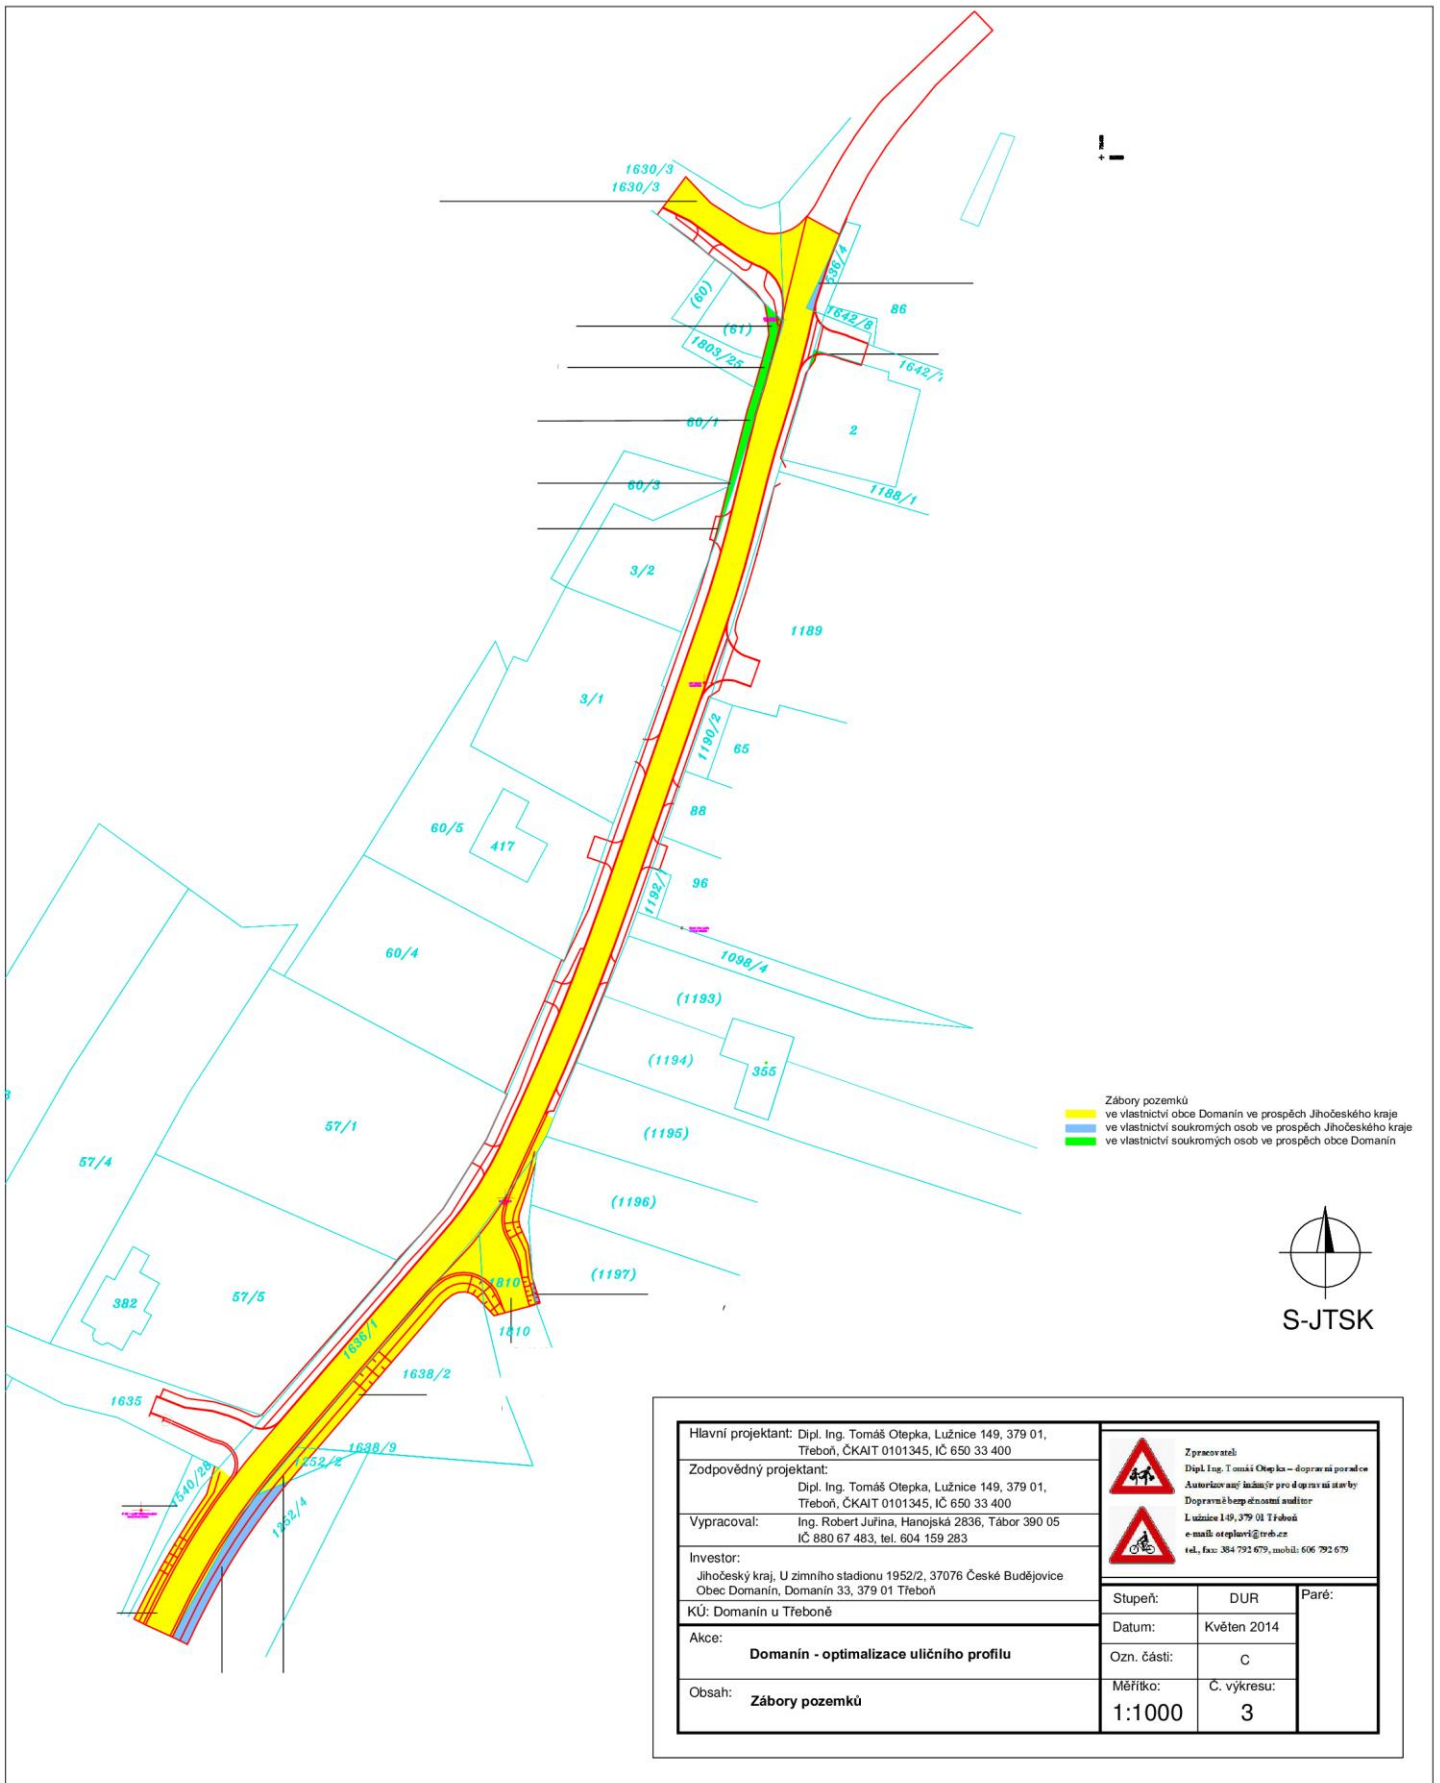 1630/3
1630/3
536/4
86
(60)
(61)
1642/8
1803/25
60/1
2
60/3
1188/1
3/2
1189
3/1
1190/2
65
88
60/5
417
96
1192/1
60/4
1098/4
(1193)
(1194)
355
Zábory pozemků
ve vlastnictví obce Domanín ve prospěch Jihočeského kraje
ve vlastnictví soukromých osob ve prospěch Jihočeského kraje
ve vlastnictví soukromých osob ve prospěch obce Domanín
57/1
(1195)
57/4
(1196)
(1197)
1810
382
57/5
S-JTSK
1636/1
1810
1638/2
1635
1638/9
1252/2
1540/28
1252/4
Hlavní projektant: Dipl. Ing. Tomáš Otepka, Lužnice 149, 379 01,
Třeboň, ČKAIT 0101345, IČ 650 33 400
Zodpovědný projektant:
Dipl. Ing. Tomáš Otepka, Lužnice 149, 379 01,
Třeboň, ČKAIT 0101345, IČ 650 33 400
Vypracoval: Ing. Robert Juřina, Hanojská 2836, Tábor 390 05
IČ 880 67 483, tel. 604 159 283
Investor:
Jihočeský kraj, U zimního stadionu 1952/2, 37076 České Budějovice
Obec Domanín, Domanín 33, 379 01 Třeboň
KÚ: Domanín u Třeboně
Akce:
Domanín - optimalizace uličního profilu
Obsah: Zábory pozemků
Zpracovatel:
Dipl. Ing. Tomáš Otepka – dopravní poradce
Autorizovaný inženýr pro dopravní stavby
Dopravně bezpečnostní auditor
Lužnice 149, 379 01 Třeboň
e-mail: otepkovi@treb.cz
tel., fax: 384 792 679, mobil: 606 792 679
Stupeň: DUR
Paré:
Datum: Květen 2014
Ozn. části: C
Měřítko: Č. výkresu:
1:1000 3